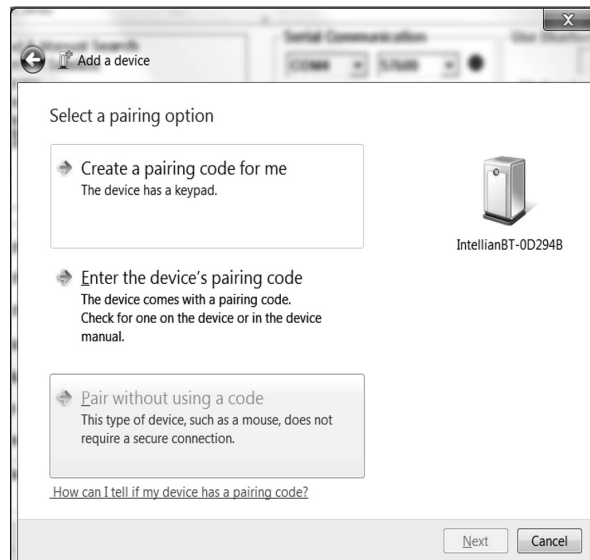 X
Serial Communication
Add a device
COM4 57600
Select a pairing option
Create a pairing code for me
The device has a keypad.
IntellianBT-0D294B
Enter the device's pairing code
The device comes with a pairing code.
Check for one on the device or in the device
manual.
Pair without using a code
This type of device, such as a mouse, does not
require a secure connection.
How can I tell if my device has a pairing code?
Next Cancel